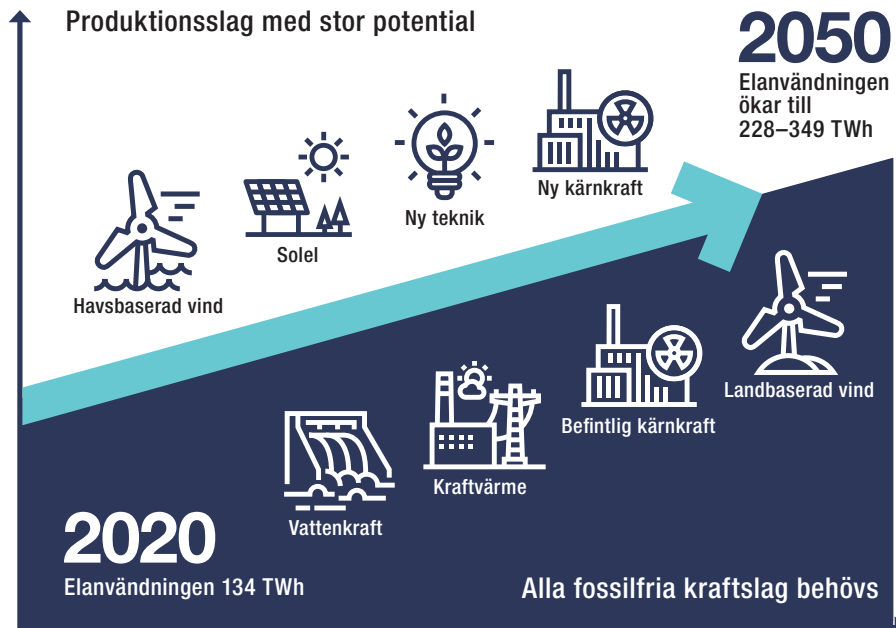 Produktionsslag med stor potential
2050
Elanvändningen
ökar till
228–349 TWh
Ny kärnkraft
Ny teknik
Solel
Havsbaserad vind
Landbaserad vind
Befintlig kärnkraft
Kraftvärme
Vattenkraft
2020
Elanvändningen 134 TWh
Alla fossilfria kraftslag behövs